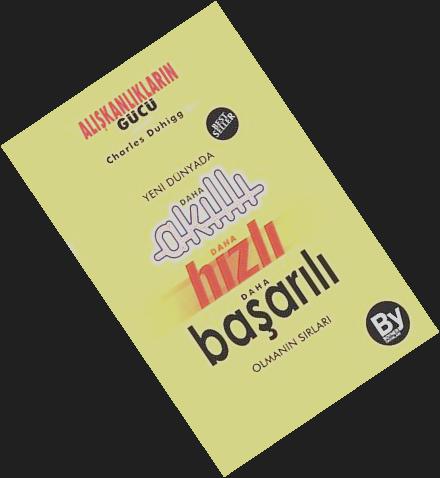 ALIŞKANLIKLARIN
GÜCÜ
Charles Duhigg
BEST
SELLER
YENİ DÜNYADA
DAHA
akıllı
DAHA
hızlı
DAHA
başarılı
OLMANIN SIRLARI
By